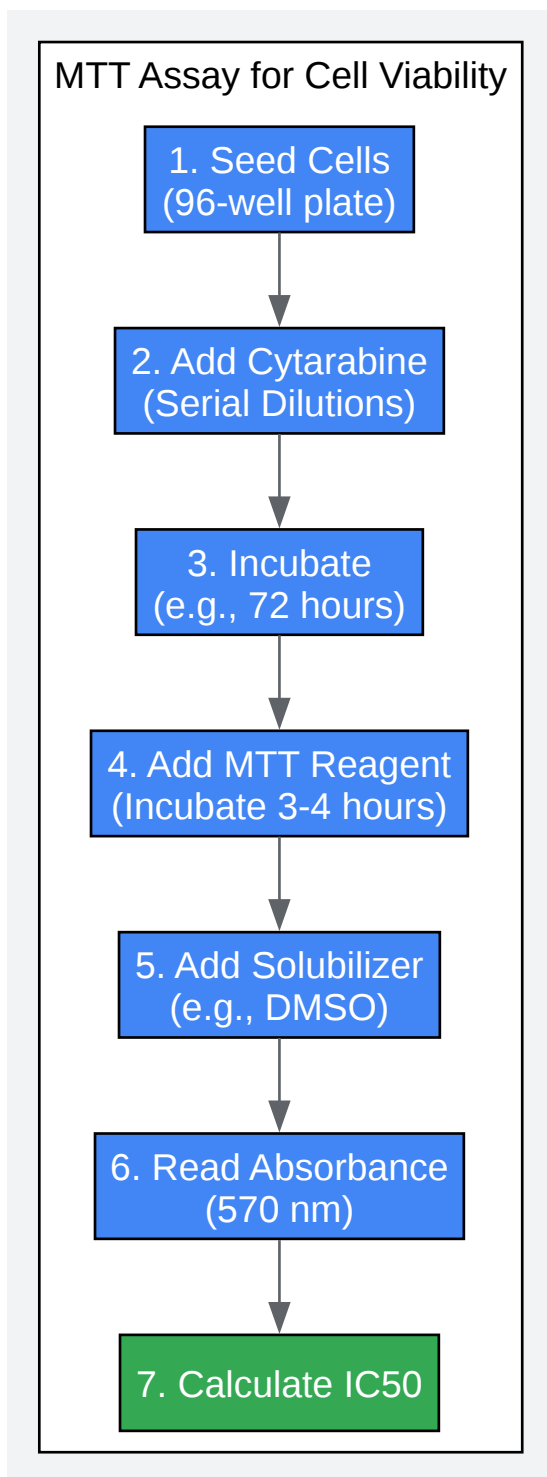 MTT Assay for Cell Viability
1. Seed Cells
(96-well plate)
2. Add Cytarabine
(Serial Dilutions)
3. Incubate
(e.g., 72 hours)
4. Add MTT Reagent
(Incubate 3-4 hours)
5. Add Solubilizer
(e.g., DMSO)
6. Read Absorbance
(570 nm)
7. Calculate IC50